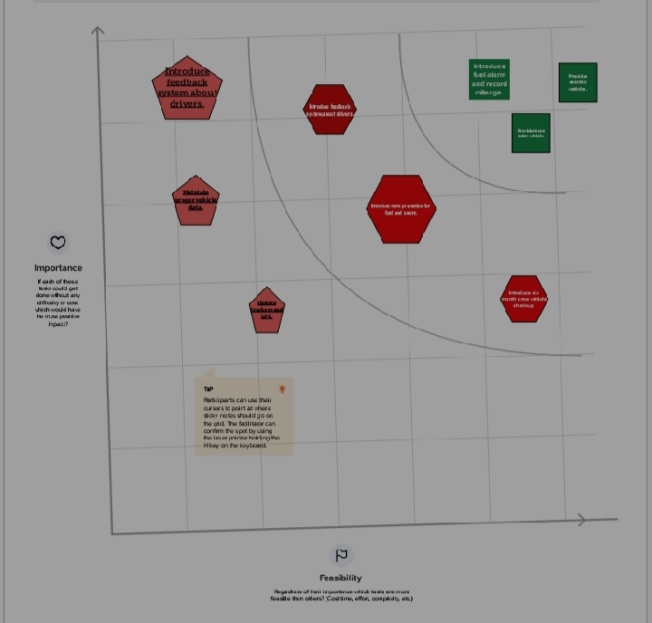 Introduce
feedback
system about
drivers.
Introduce feedback
system about drivers.
Introduce
fuel alarm
and record
mileage.
Provide
vehicle.
Maintain
proper vehicle
data.
Introduce
for
fuel and
Introduce six
month once vehicle
checkup.
Importance
If each of these
tasks could get
done without any
difficulty or cost,
which would have
the most positive
impact?
TIP
Participants can use their
cursors to point at where
sticky notes should go on
the grid. The facilitator can
confirm the spot by using
the laser pointer holding the
H key on the keyboard.
Feasibility
Regardless of their importance, which tasks are more
feasible than others? (Cost, time, effort, complexity, etc.)